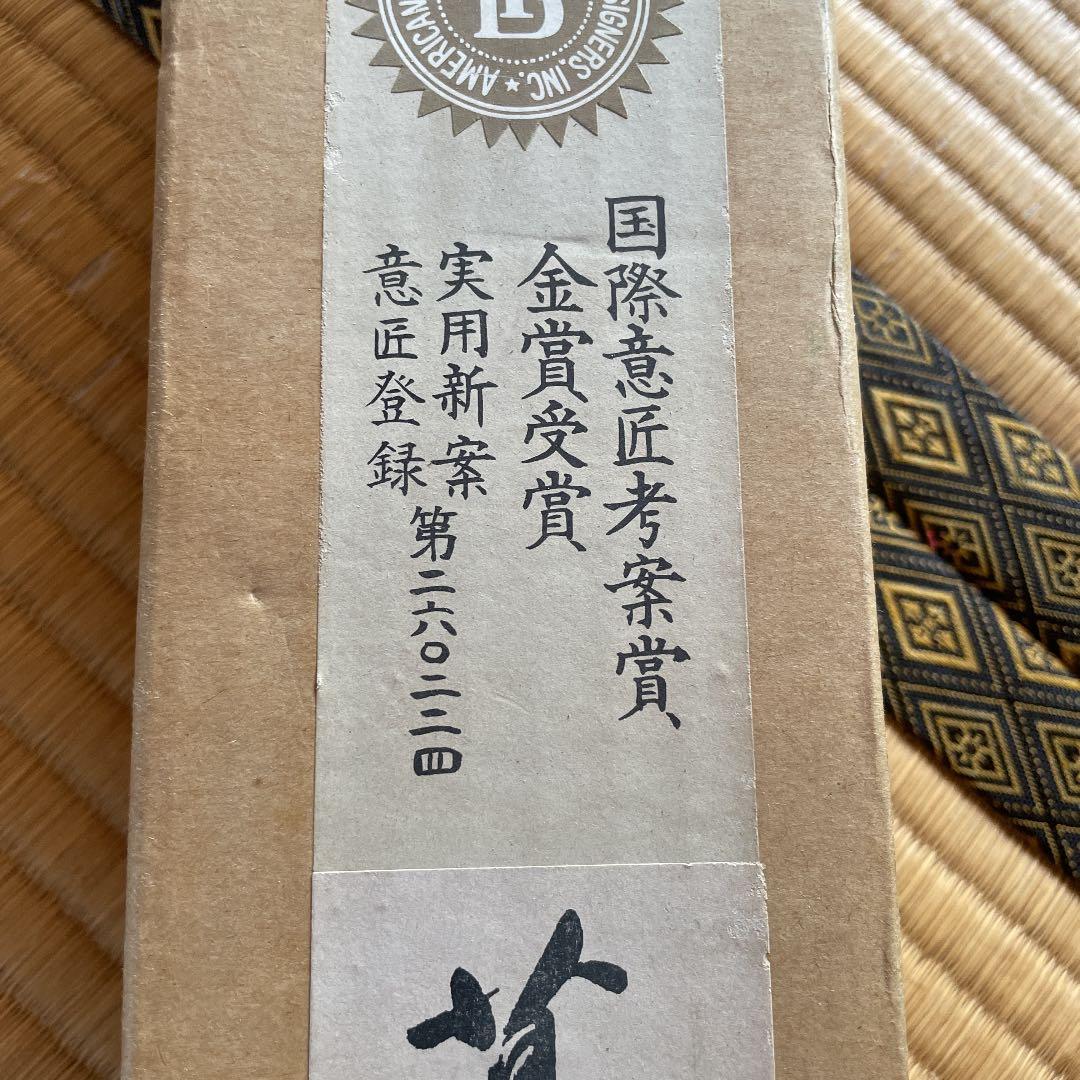 AMERICAN
SIGNERS.INC.
国際意匠考案賞
金賞受賞
実用新案
意匠登録
第二六〇二二四